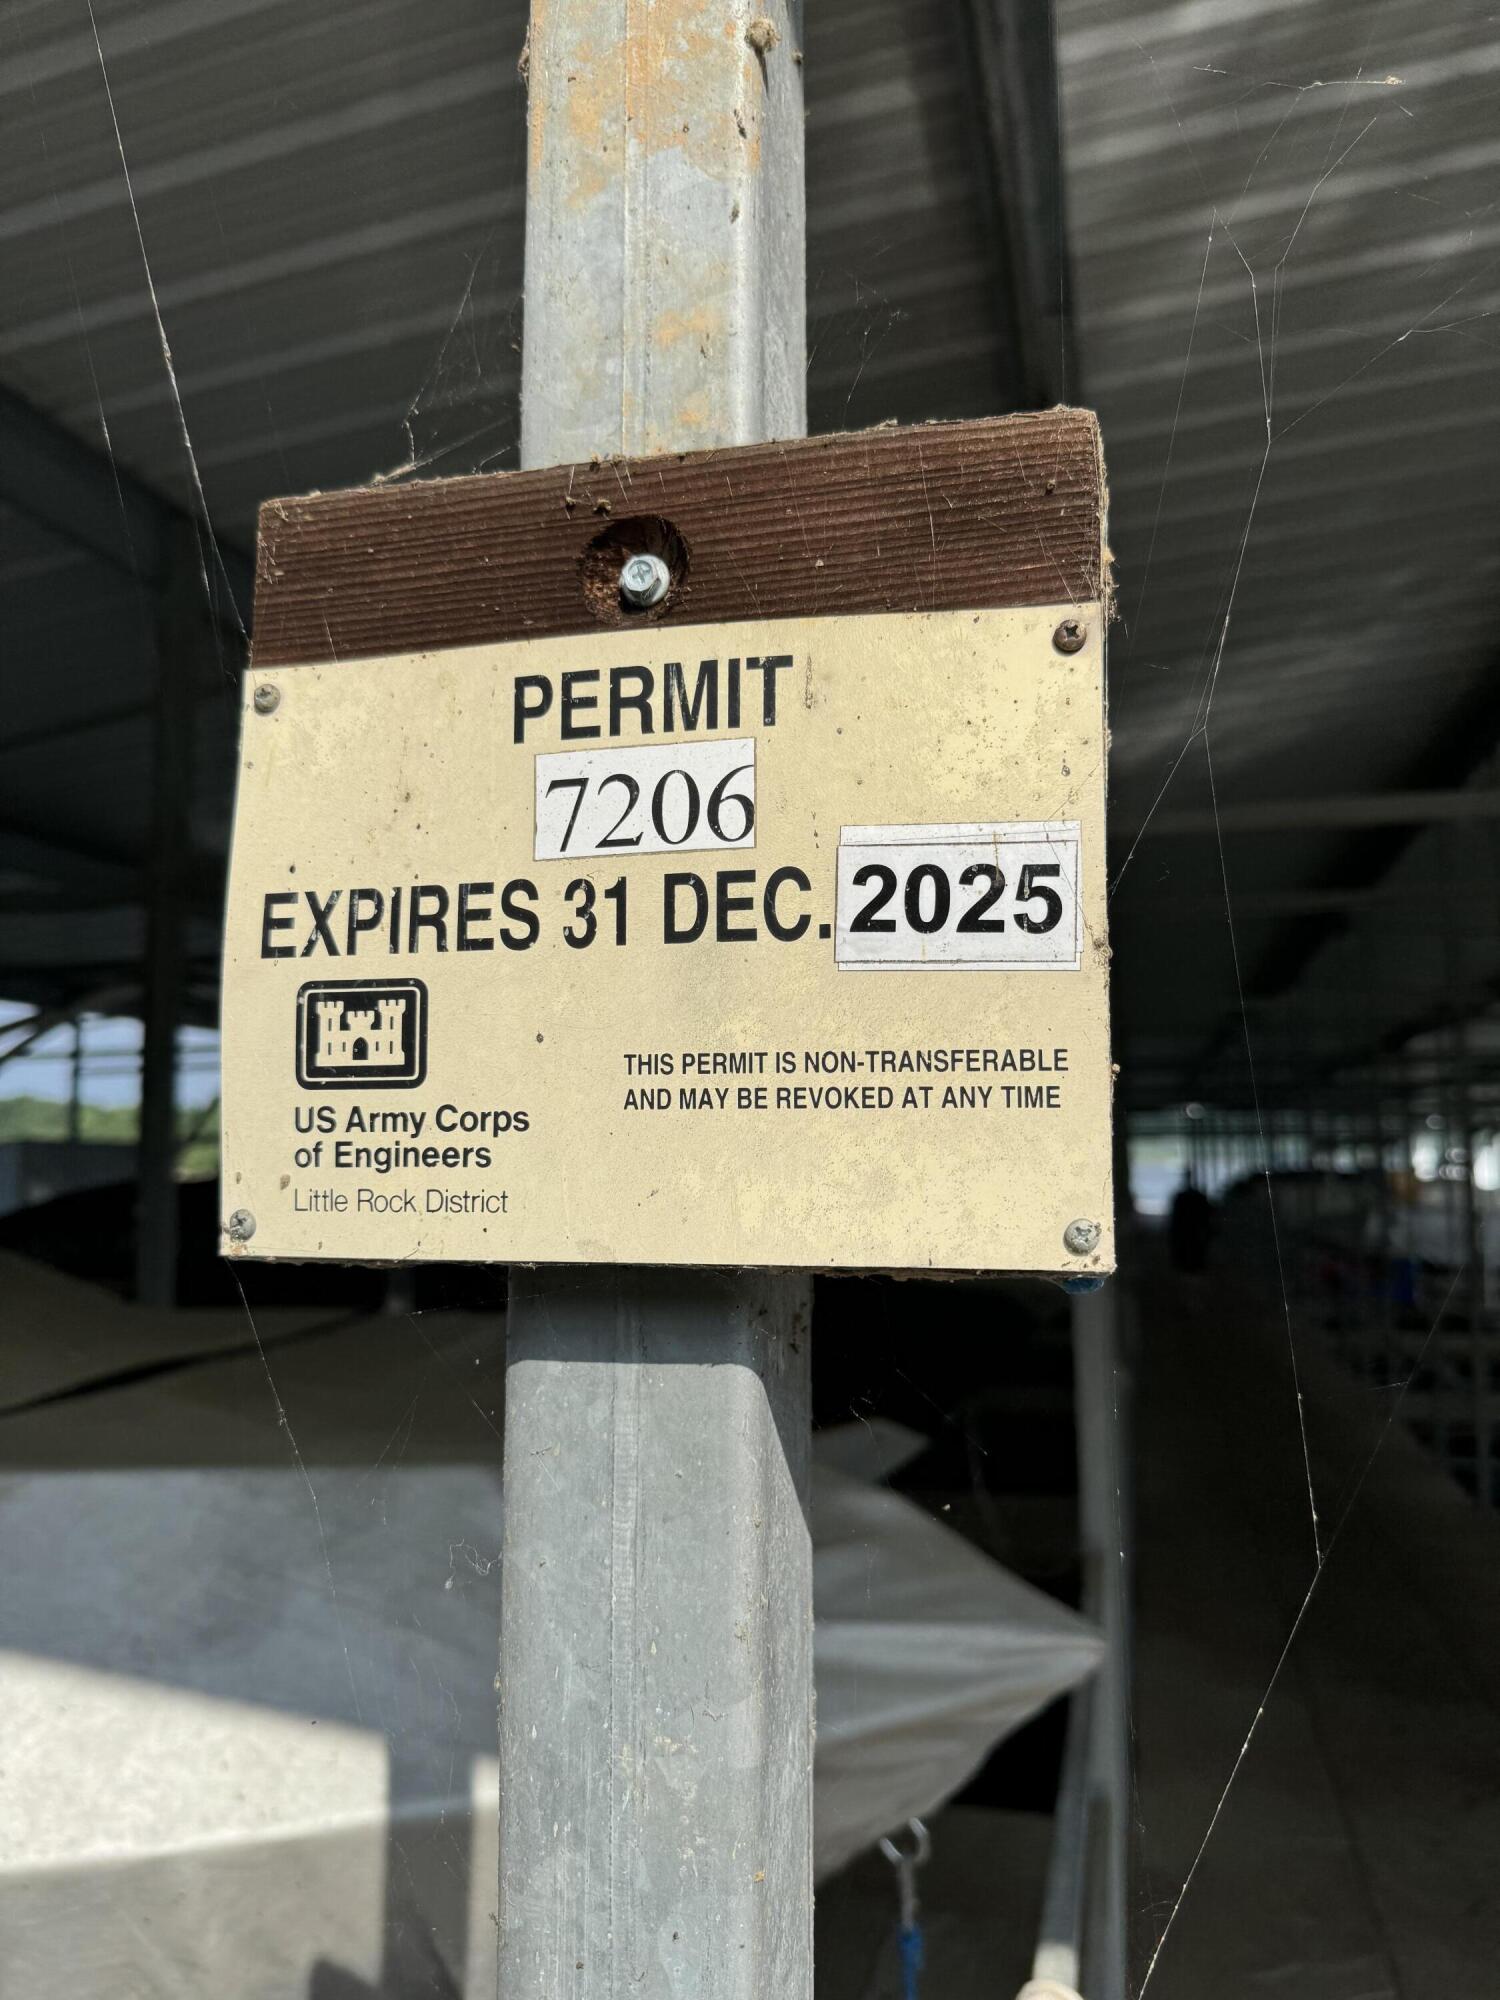 PERMIT
7206
EXPIRES 31 DEC. 2025
THIS PERMIT IS NON-TRANSFERABLE
AND MAY BE REVOKED AT ANY TIME
US Army Corps
of Engineers
Little Rock District